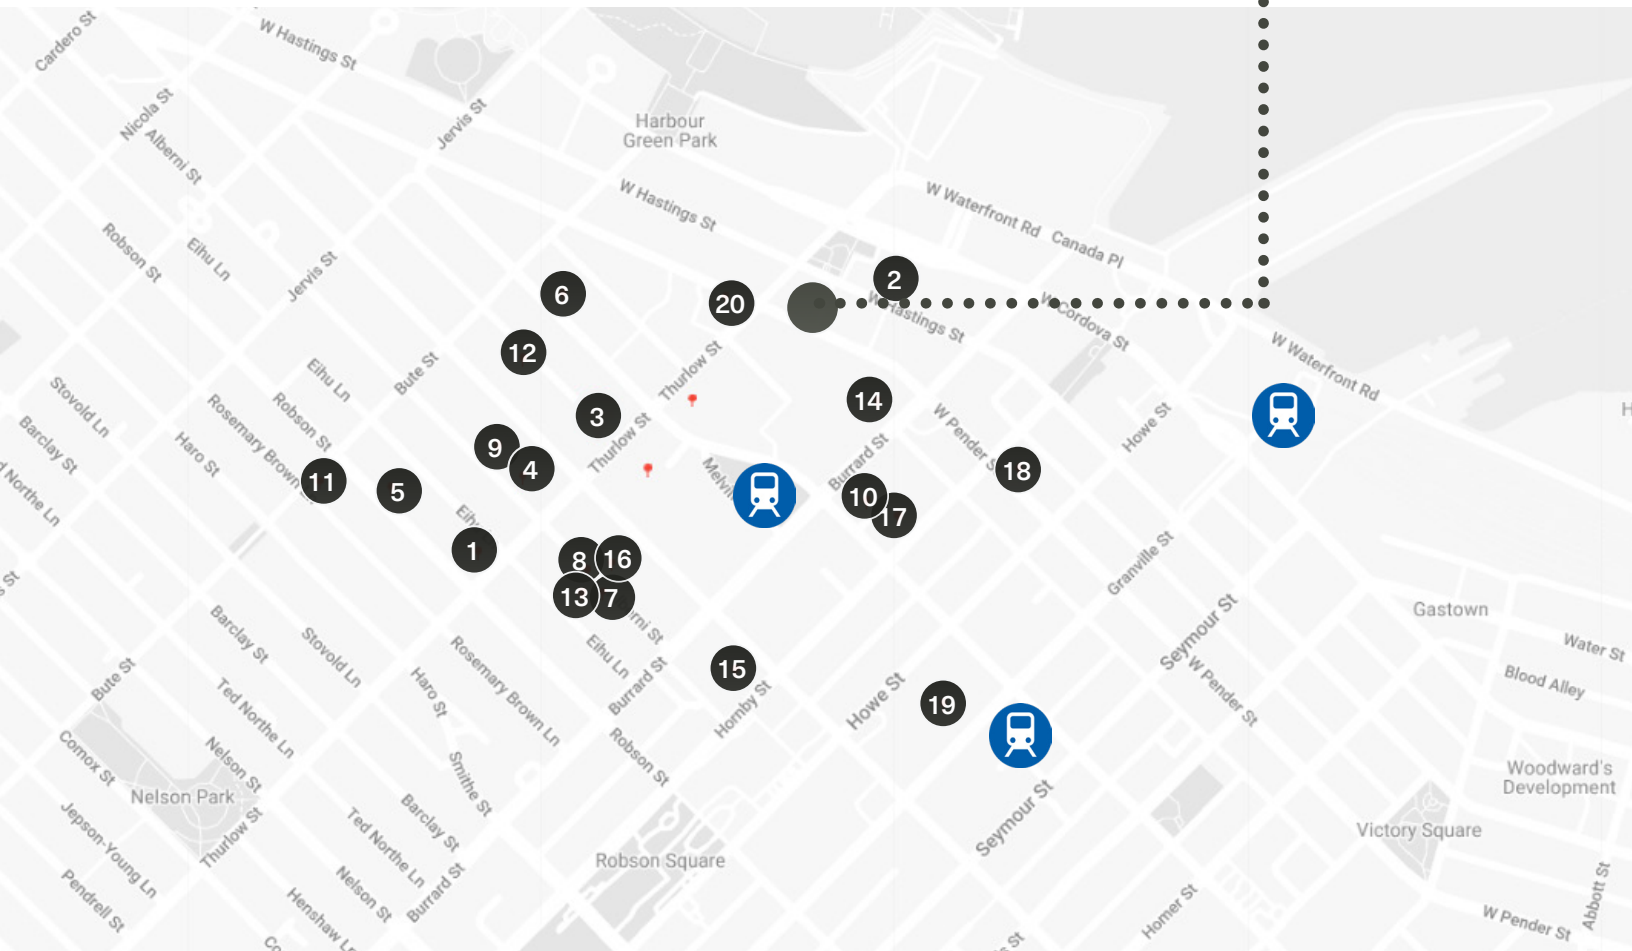 Cardero St
W Hastings St
Nicola St
Alberni St
Jervis St
Harbour
Green Park
W Hastings St
W Waterfront Rd
Canada Pl
Robson St
Eihu Ln
Jervis St
6
20
2
W Hastings St
W Cordova St
W Waterfront Rd
12
Thurlow St
Bute St
Eihu Ln
Stovold Ln
Rosemary Brown
Robson St
3
14
Thurlow St
W Pender S
Howe St
Barclay St
Haro St
9
4
Burrard St
18
Northe Ln
11
5
10
17
1
8
16
13
7
Granville St
Seymour St
Gastown
Water St
Blood Alley
Barclay St
Stovold Ln
Rosemary Brown Ln
Eihu Ln
Burrard St
15
Hornby St
Howe St
19
W Pender St
Bute St
Ted Northe Ln
Haro St
Robson St
Comox St
Nelson St
Smithe St
Nelson Park
Woodward's
Development
Seymour St
Victory Square
Jepson-Young Ln
Thurlow St
Ted Northe Ln
Barclay St
Robson Square
Pendrell St
Henshaw Ln
Nelson St
Burrard St
Homer St
W Pender St
Abbott St